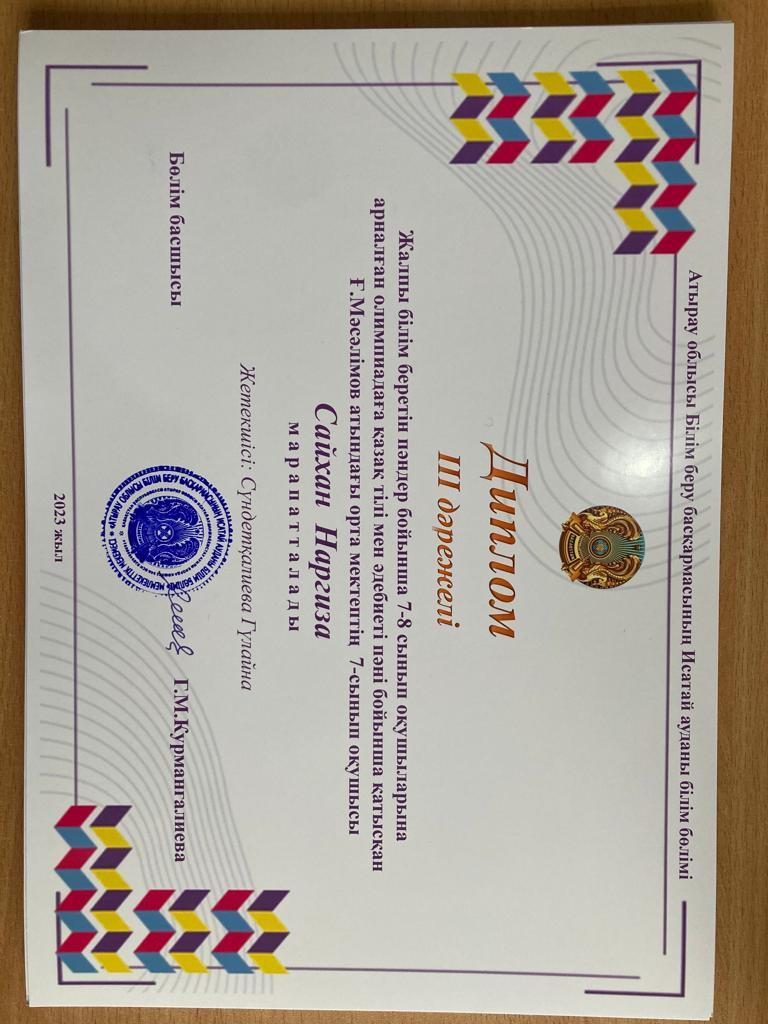 Атырау облысы Білім беру басқармасының Исатай ауданы білім бөлімі
Диплом
III дәрежелі
Жалпы білім беретін пәндер бойынша 7-8 сынып оқушыларына
арналған олимпиадаға қазақ тілі мен әдебиеті пәні бойынша қатысқан
Ғ.Мәсәлімов атындағы орта мектептің 7-сынып оқушысы
Сайхан Наргиза
марапатталады
Жетекшісі: Сүндетқалиева Гүлайна
Бөлім басшысы Г.М.Курмангалиева
2023 жыл